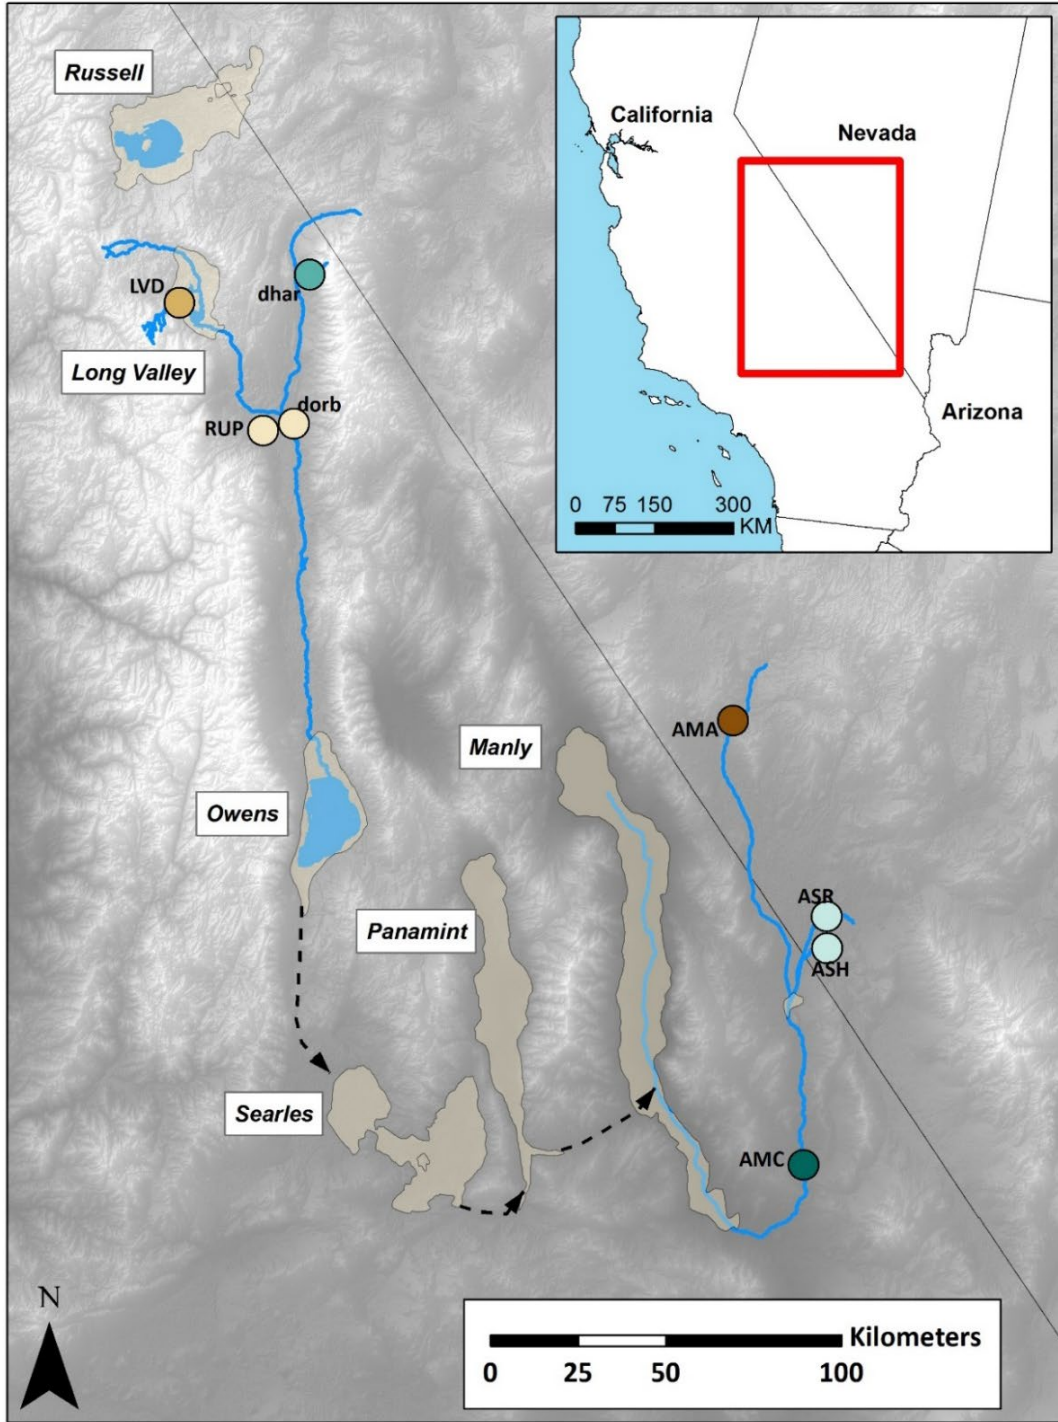 Russell
California
Nevada
LVD
dhar
Long Valley
dorb
RUP
Arizona
0 75 150 300
KM
AMA
Manly
Owens
ASR
Panamint
ASH
Searles
AMC
N
Kilometers
0 25 50 100